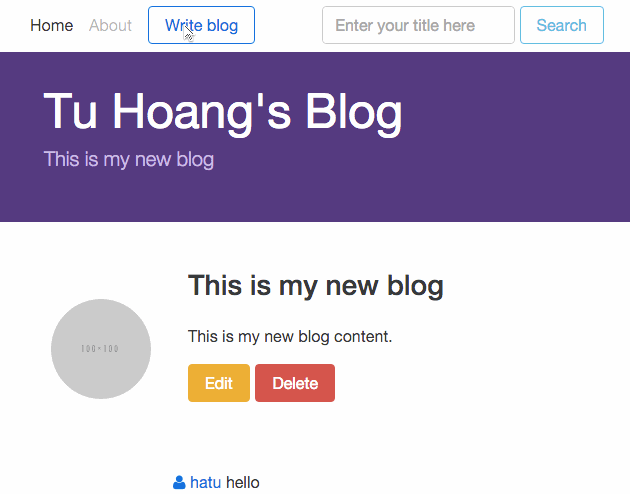 Home About Write blog Enter your title here Search
Tu Hoang's Blog
This is my new blog
This is my new blog
100×100
This is my new blog content.
Edit Delete
hatu hello